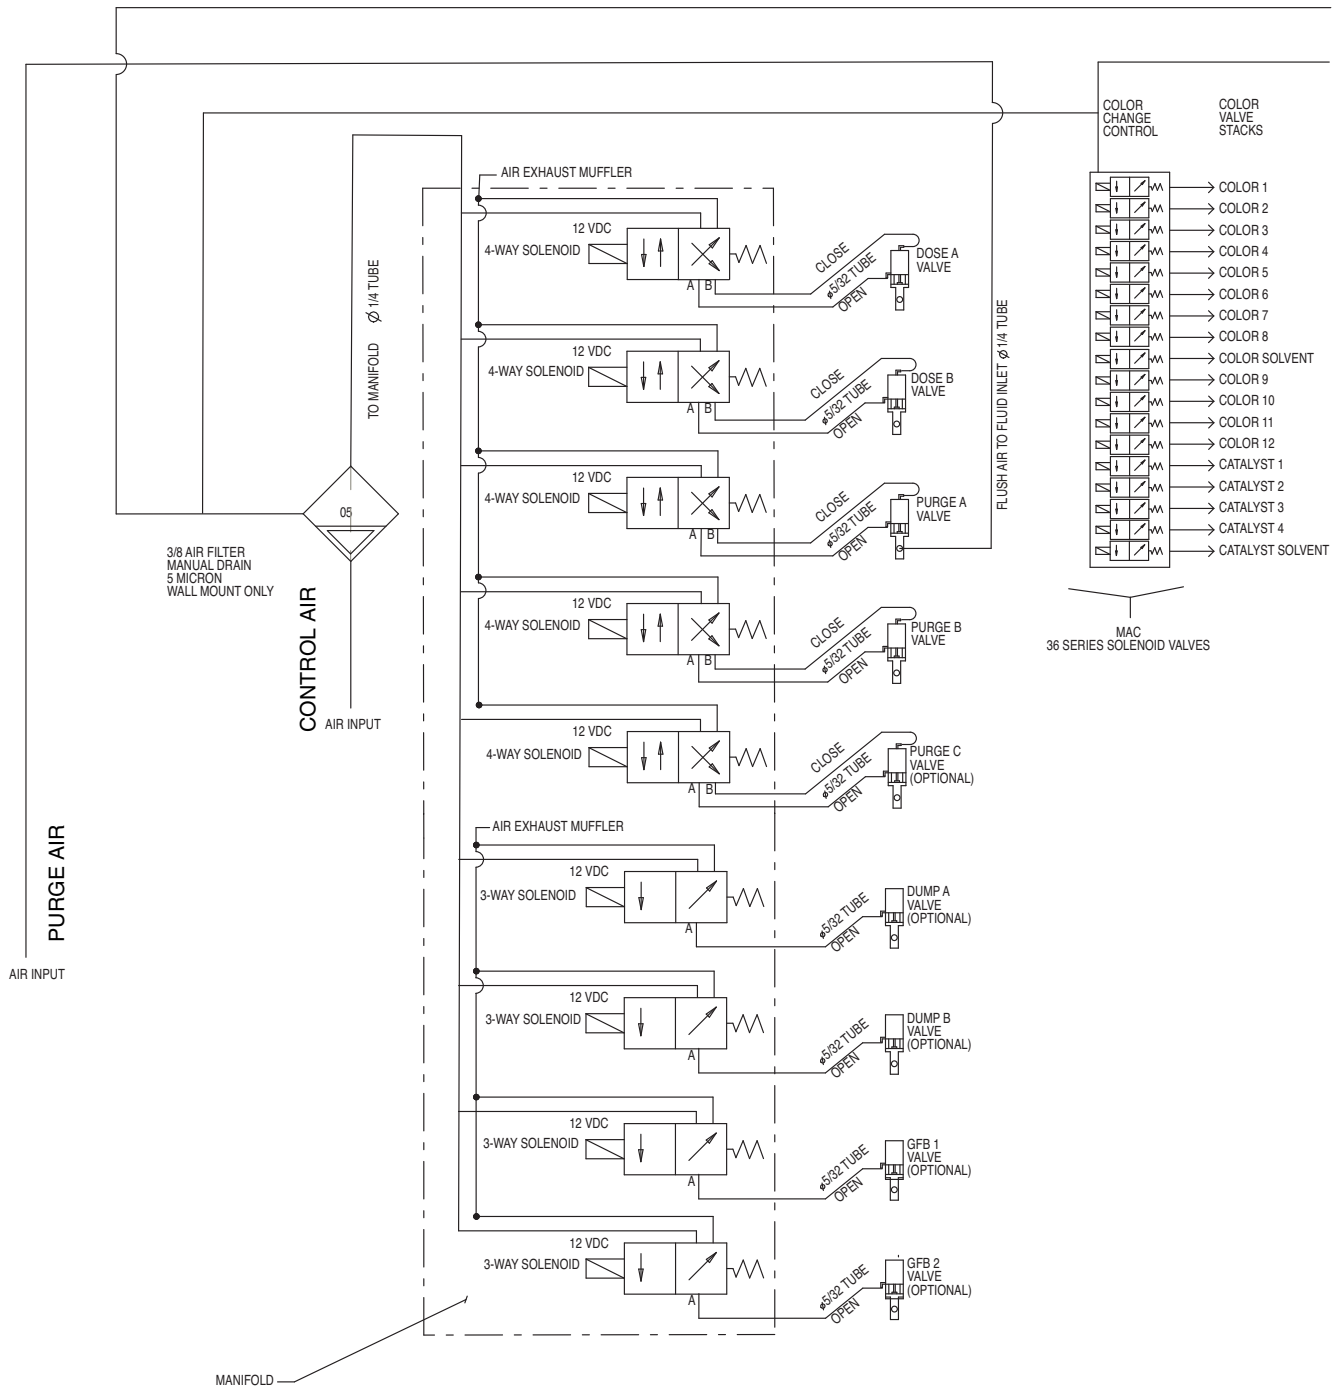 COLOR
CHANGE
CONTROL
COLOR
VALVE
STACKS
AIR EXHAUST MUFFLER
12 VDC
4-WAY SOLENOID
A
B
CLOSE
ø5/32 TUBE
OPEN
DOSE A
VALVE
12 VDC
4-WAY SOLENOID
A
B
CLOSE
ø5/32 TUBE
OPEN
DOSE B
VALVE
12 VDC
4-WAY SOLENOID
A
B
CLOSE
ø5/32 TUBE
OPEN
PURGE A
VALVE
12 VDC
4-WAY SOLENOID
A
B
CLOSE
ø5/32 TUBE
OPEN
PURGE B
VALVE
12 VDC
4-WAY SOLENOID
A
B
CLOSE
ø5/32 TUBE
OPEN
PURGE C
VALVE
(OPTIONAL)
AIR EXHAUST MUFFLER
12 VDC
3-WAY SOLENOID
A
ø5/32 TUBE
OPEN
DUMP A
VALVE
(OPTIONAL)
12 VDC
3-WAY SOLENOID
A
ø5/32 TUBE
OPEN
DUMP B
VALVE
(OPTIONAL)
12 VDC
3-WAY SOLENOID
A
ø5/32 TUBE
OPEN
GFB 1
VALVE
(OPTIONAL)
12 VDC
3-WAY SOLENOID
A
ø5/32 TUBE
OPEN
GFB 2
VALVE
(OPTIONAL)
MANIFOLD
TO MANIFOLD Ø 1/4 TUBE
05
3/8 AIR FILTER
MANUAL DRAIN
5 MICRON
WALL MOUNT ONLY
CONTROL AIR
AIR INPUT
PURGE AIR
AIR INPUT
FLUSH AIR TO FLUID INLET Ø 1/4 TUBE
COLOR 1
COLOR 2
COLOR 3
COLOR 4
COLOR 5
COLOR 6
COLOR 7
COLOR 8
COLOR SOLVENT
COLOR 9
COLOR 10
COLOR 11
COLOR 12
CATALYST 1
CATALYST 2
CATALYST 3
CATALYST 4
CATALYST SOLVENT
MAC
36 SERIES SOLENOID VALVES